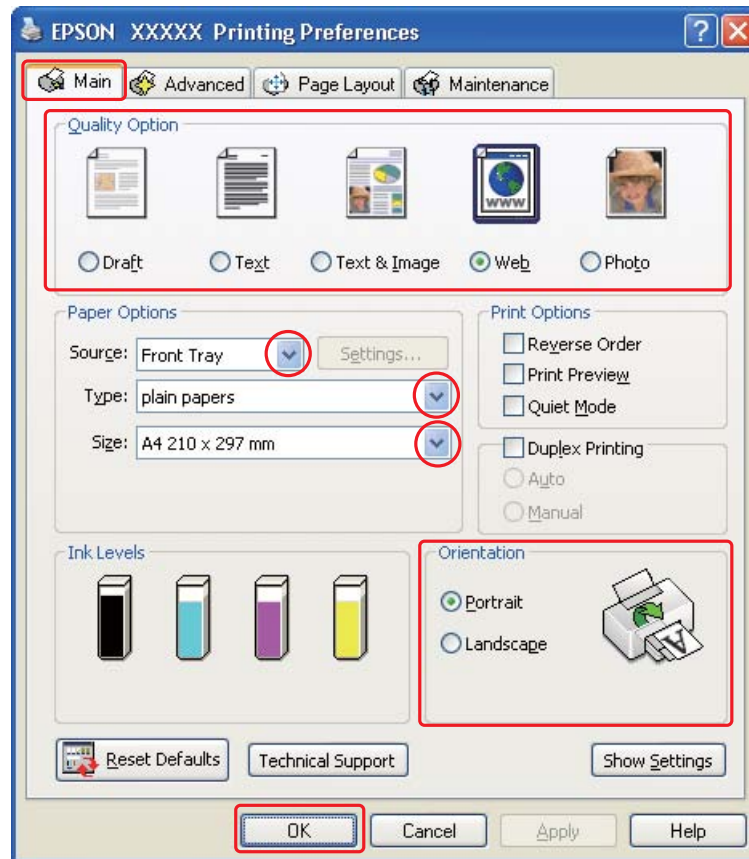 EPSON XXXXX Printing Preferences
Main Advanced Page Layout Maintenance
Quality Option
WWW
Draft Text Text & Image Web Photo
Paper Options
Source: Front Tray Settings...
Type: plain papers
Size: A4 210 x 297 mm
Print Options
Reverse Order
Print Preview
Quiet Mode
Duplex Printing
Auto
Manual
Ink Levels
Orientation
Portrait
Landscape
A
Reset Defaults Technical Support Show Settings
OK Cancel Apply Help